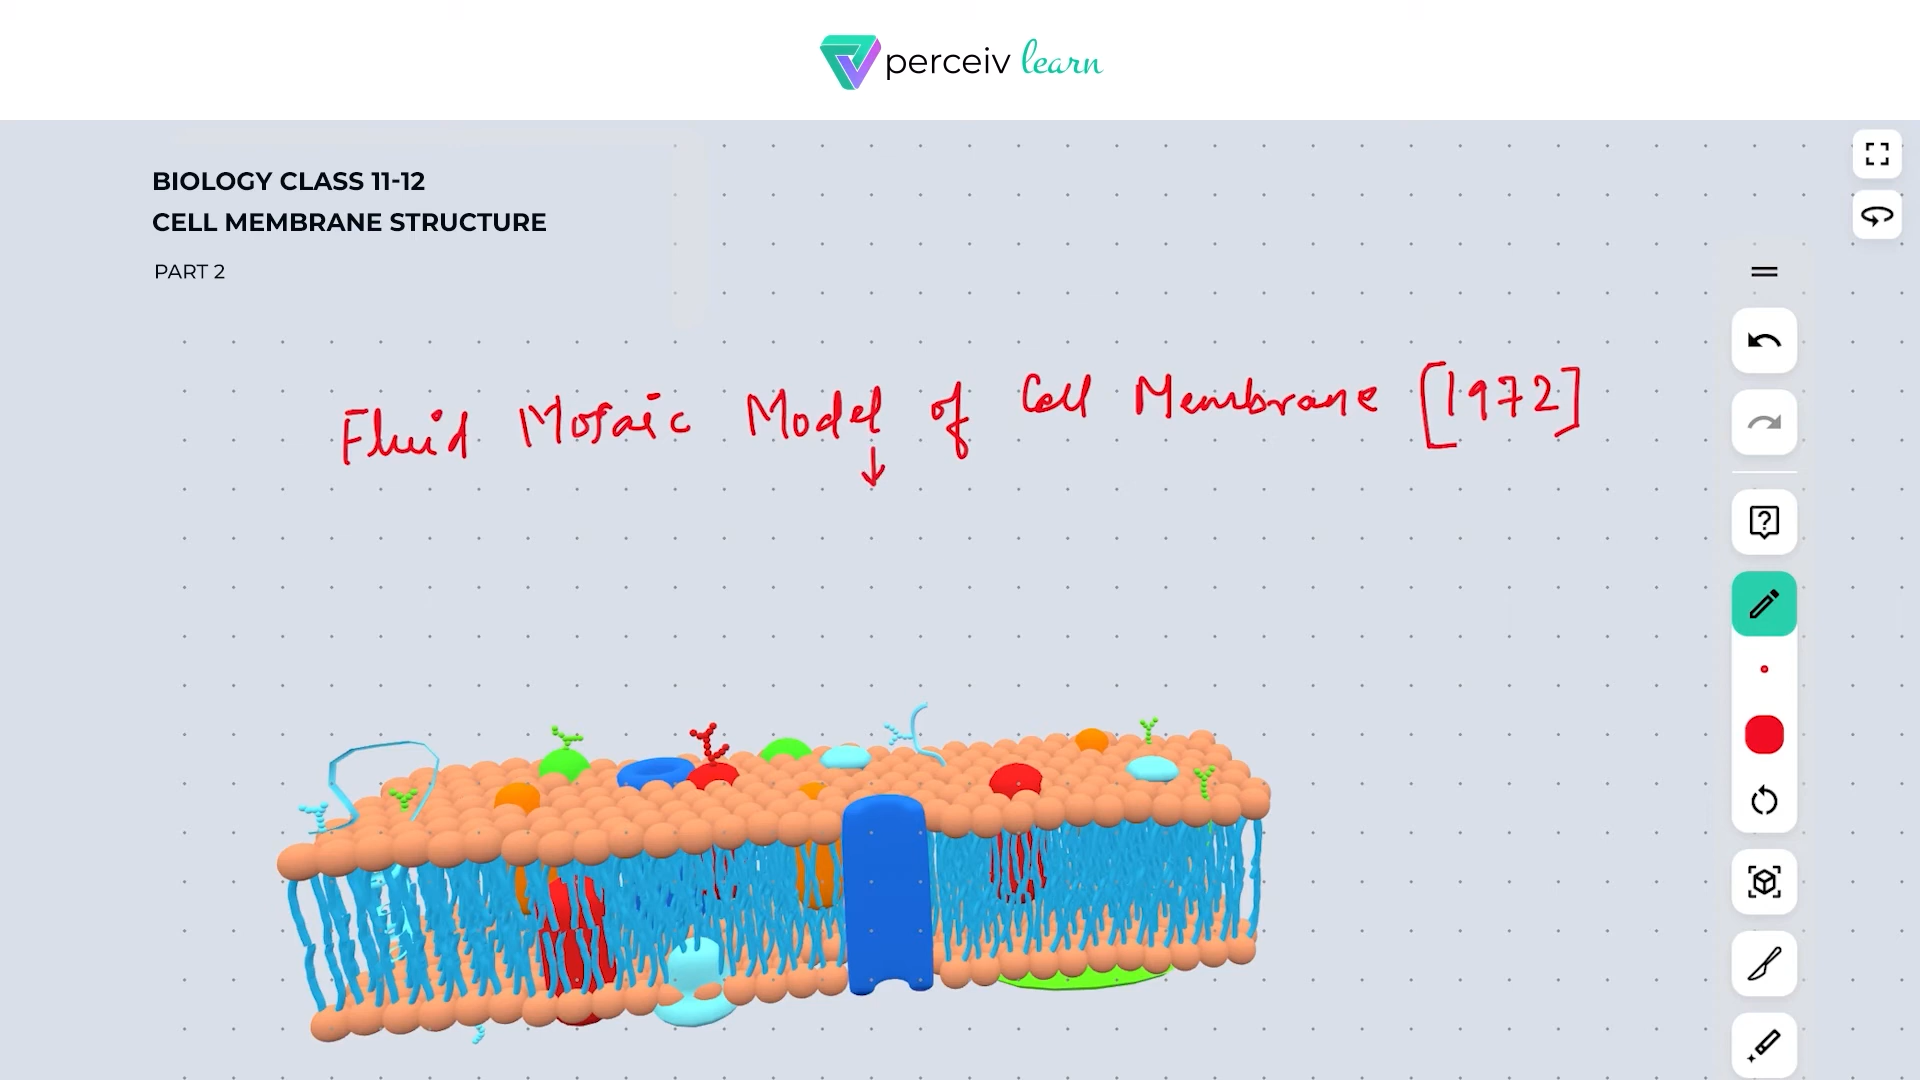 perceiv learn
BIOLOGY CLASS 11-12
CELL MEMBRANE STRUCTURE
PART 2
Fluid Mosaic Model of Cell Membrane [1972]